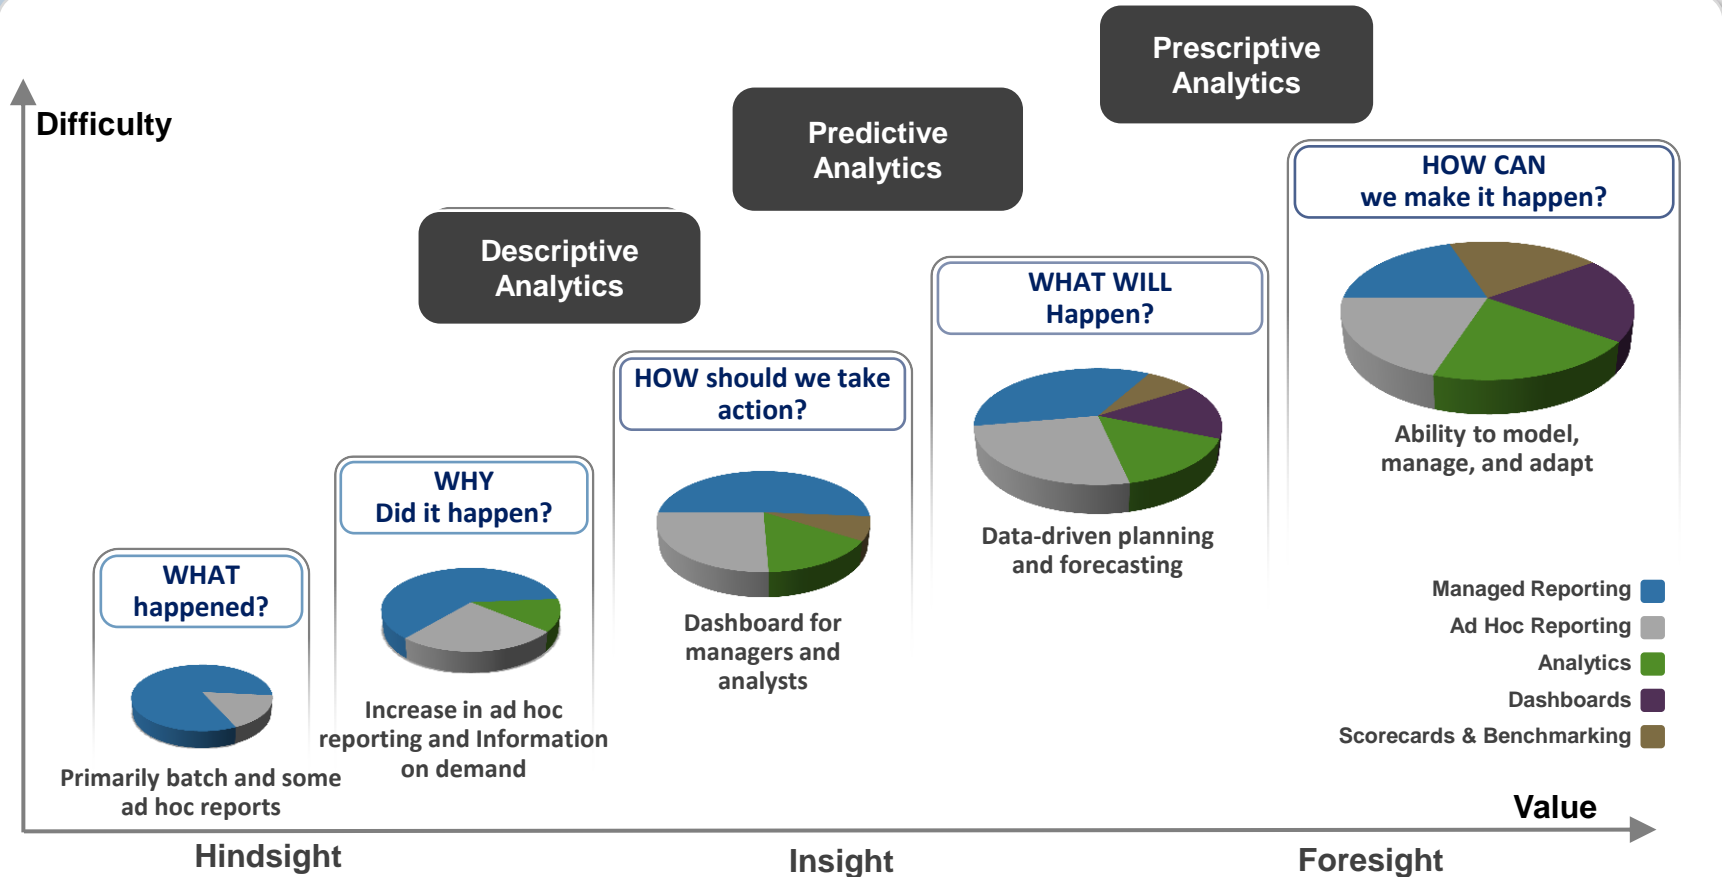 Prescriptive
Analytics
Difficulty
Predictive
Analytics
HOW CAN
we make it happen?
Descriptive
Analytics
WHAT WILL
Happen?
HOW should we take
action?
Ability to model,
manage, and adapt
WHY
Did it happen?
Data-driven planning
and forecasting
WHAT
happened?
Dashboard for
managers and
analysts
Increase in ad hoc
reporting and Information
on demand
Primarily batch and some
ad hoc reports
Managed Reporting
Ad Hoc Reporting
Analytics
Dashboards
Scorecards & Benchmarking
Value
Hindsight
Insight
Foresight